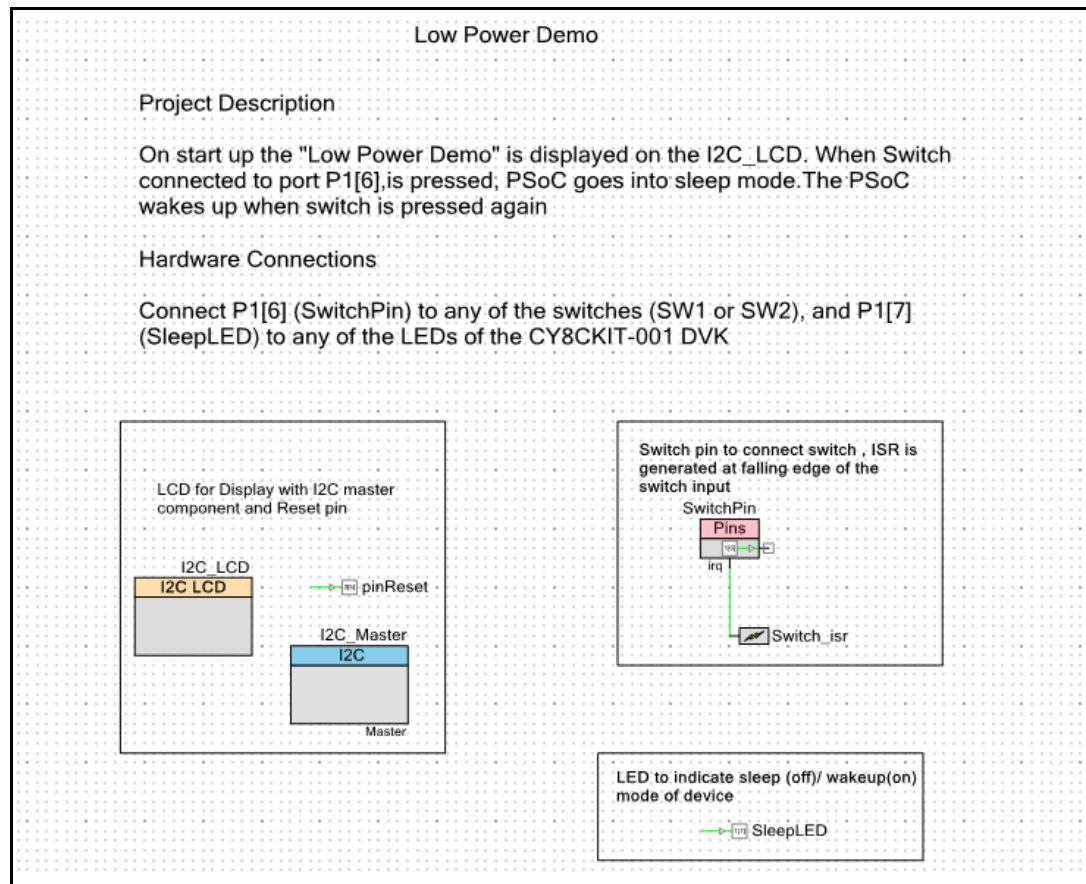 Low Power Demo
Project Description
On start up the "Low Power Demo" is displayed on the I2C_LCD. When Switch
connected to port P1[6],is pressed, PSoC goes into sleep mode.The PSoC
wakes up when switch is pressed again
Hardware Connections
Connect P1[6] (SwitchPin) to any of the switches (SW1 or SW2), and P1[7]
(SleepLED) to any of the LEDs of the CY8CKIT-001 DVK
LCD for Display with I2C master
component and Reset pin
I2C_LCD
I2C LCD
pinReset
I2C_Master
I2C
Master
Switch pin to connect switch , ISR is
generated at falling edge of the
switch input
SwitchPin
Pins
irq
Switch_isr
LED to indicate sleep (off)/ wakeup(on)
mode of device
SleepLED